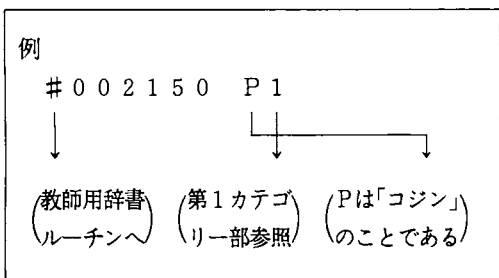 例
#002150 P1
教師用辞書 第1カテゴ Pは「コジン」
ルーチンへ リー部参照 のことである